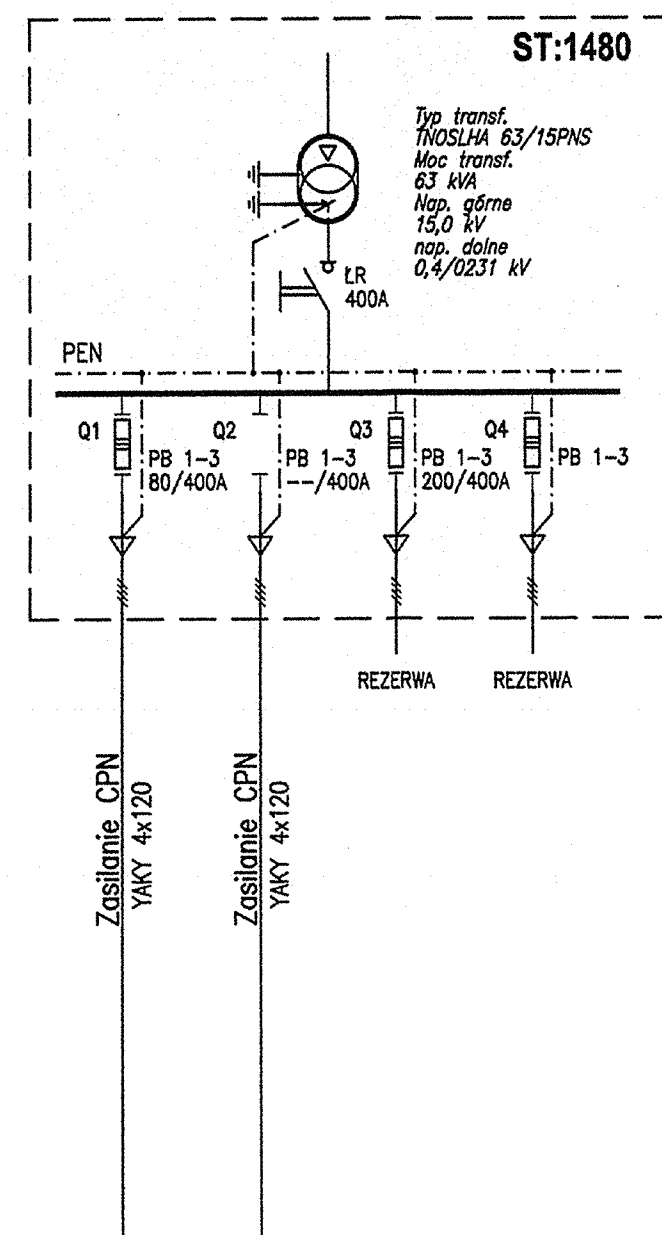 ST:1480
Typ transf.
TNOSLHA 63/15PNS
Moc transf.
63 kVA
Nap. górne
15,0 kV
nap. dolne
0,4/0231 kV
ŁR
400A
PEN
Q1
PB 1-3
80/400A
Q2
PB 1-3
--/400A
Q3
PB 1-3
200/400A
Q4
PB 1-3
REZERWA
REZERWA
Zasilanie CPN
YAKY 4x120
Zasilanie CPN
YAKY 4x120